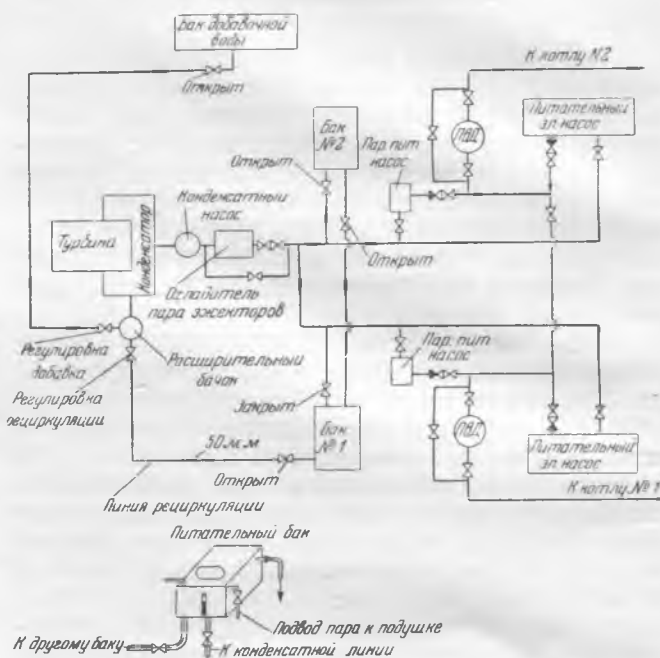 Бак добавочной
воды
Открыт
К котлу №2
Питательный
эл. насос
ПВД
Бак
№2
Пар. пит
насос
Открыт
Конденсатный
насос
Турбина
Конденсатор
Открыт
Охладитель
пара эжекторов
Регулировка
добавка
Расширительный
бачок
Регулировка
рециркуляции
Пар. пит
насос
Закрыт
Бак
№1
ПВД
Питательный
эл. насос
50 м.м
Открыт
Линия рециркуляции
К котлу №1
Питательный бак
Подвод пара к подушке
К другому баку
К конденсатной линии